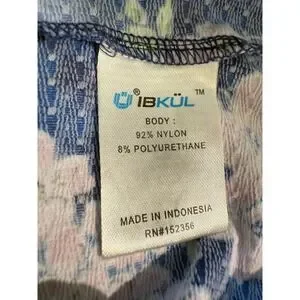 Ü® IBKÜL™
BODY :
92% NYLON
8% POLYURETHANE
MADE IN INDONESIA
RN#152356